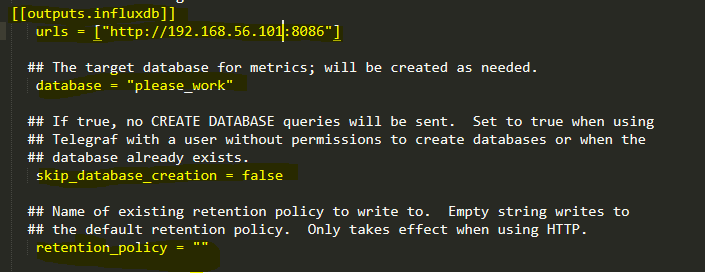 [[outputs.influxdb]]
urls = ["http://192.168.56.101:8086"]
## The target database for metrics; will be created as needed.
database = "please_work"
## If true, no CREATE DATABASE queries will be sent.  Set to true when using
## Telegraf with a user without permissions to create databases or when the
## database already exists.
skip_database_creation = false
## Name of existing retention policy to write to.  Empty string writes to
## the default retention policy.  Only takes effect when using HTTP.
retention_policy = ""